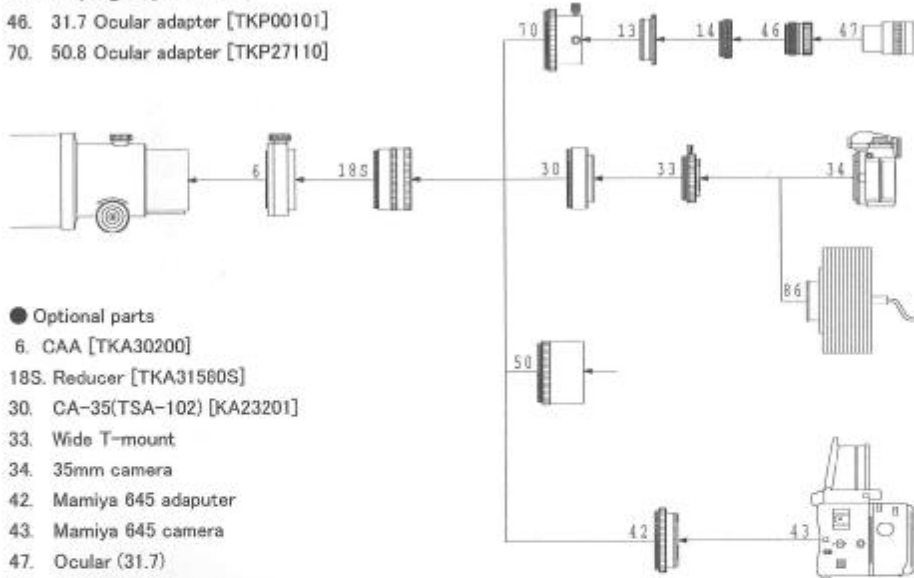 46. 31.7 Ocular adapter [TKP00101]
70. 50.8 Ocular adapter [TKP27110]
70 13 14 46 47
6 18S 30 33 34
86
● Optional parts
6. CAA [TKA30200]
18S. Reducer [TKA31580S]
30. CA-35(TSA-102) [KA23201]
33. Wide T-mount
34. 35mm camera
42. Mamiya 645 adaputer
43. Mamiya 645 camera
47. Ocular (31.7)
50
42 43